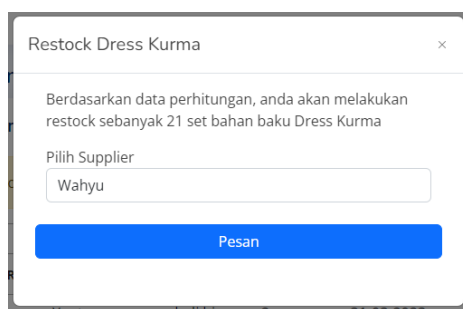 Restock Dress Kurma
×
Berdasarkan data perhitungan, anda akan melakukan
restock sebanyak 21 set bahan baku Dress Kurma
Pilih Supplier
Wahyu
Pesan